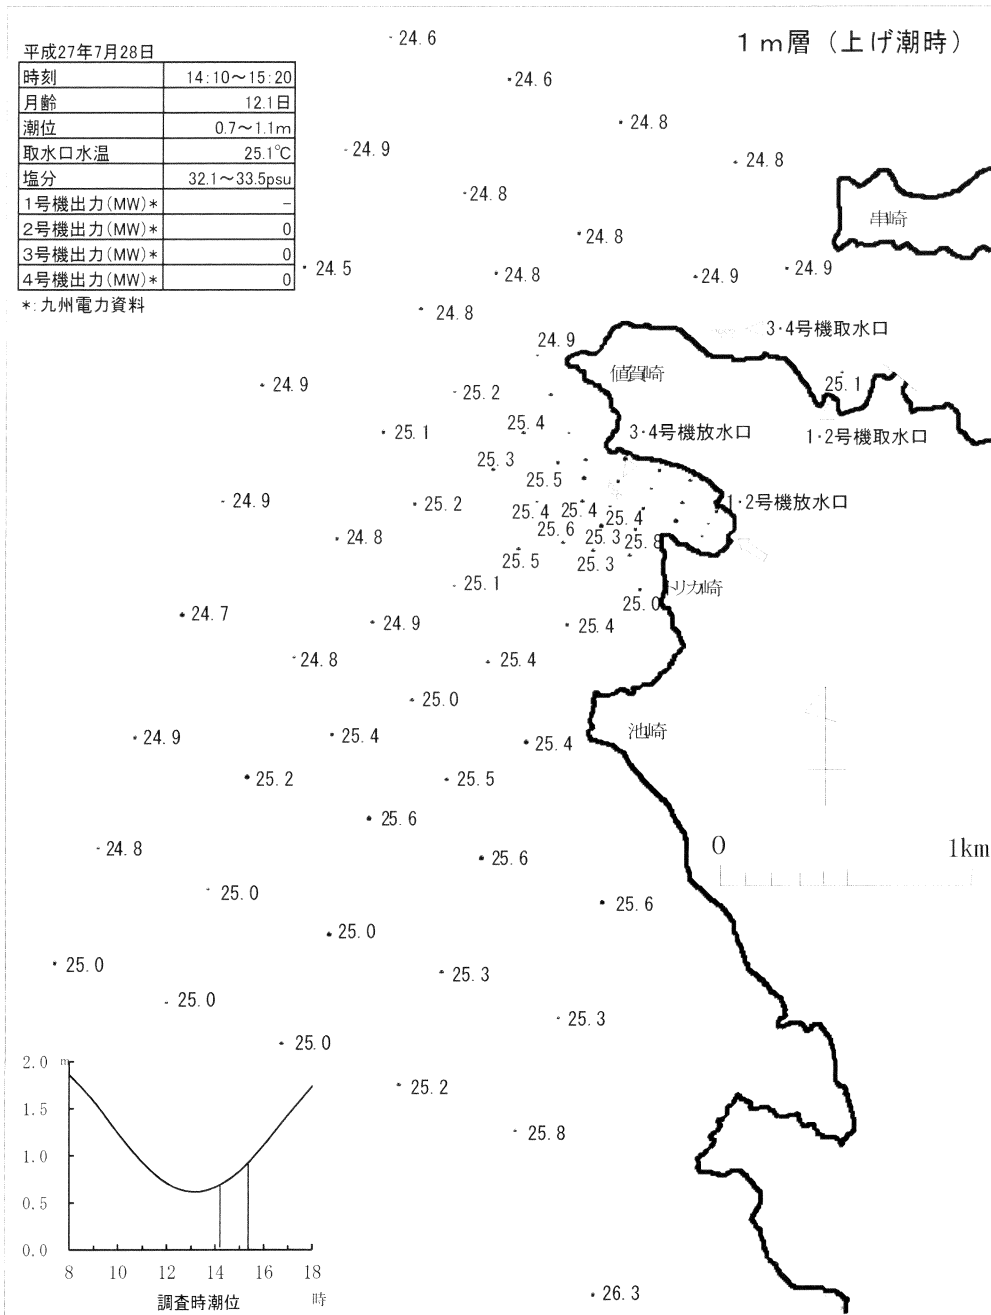 1m層（上げ潮時）
平成27年7月28日
時刻 14:10～15:20
月齢 12.1日
潮位 0.7～1.1m
取水口水温 25.1℃
塩分 32.1～33.5psu
1号機出力(MW)* －
2号機出力(MW)* 0
3号機出力(MW)* 0
4号機出力(MW)* 0
*:九州電力資料
24.6
24.6
24.8
24.9
24.8
24.8
串崎
24.8
24.5
24.8
24.9
24.9
24.8
3・4号機取水口
24.9
値賀崎
24.9
25.2
25.1
25.4
25.1
3・4号機放水口
1・2号機取水口
25.3
25.5
24.9
25.2
1・2号機放水口
25.4
25.4
25.4
25.6
24.8
25.3
25.8
25.5
25.3
25.1
トリカ崎
25.0
24.7
24.9
25.4
24.8
25.4
25.0
池崎
24.9
25.4
25.4
25.2
25.5
25.6
24.8
0 1km
25.6
25.0
25.6
25.0
25.0
25.3
25.0
25.3
25.0
25.2
25.8
26.3
2.0 m
1.5
1.0
0.5
0.0
8 10 12 14 16 18
調査時潮位 時